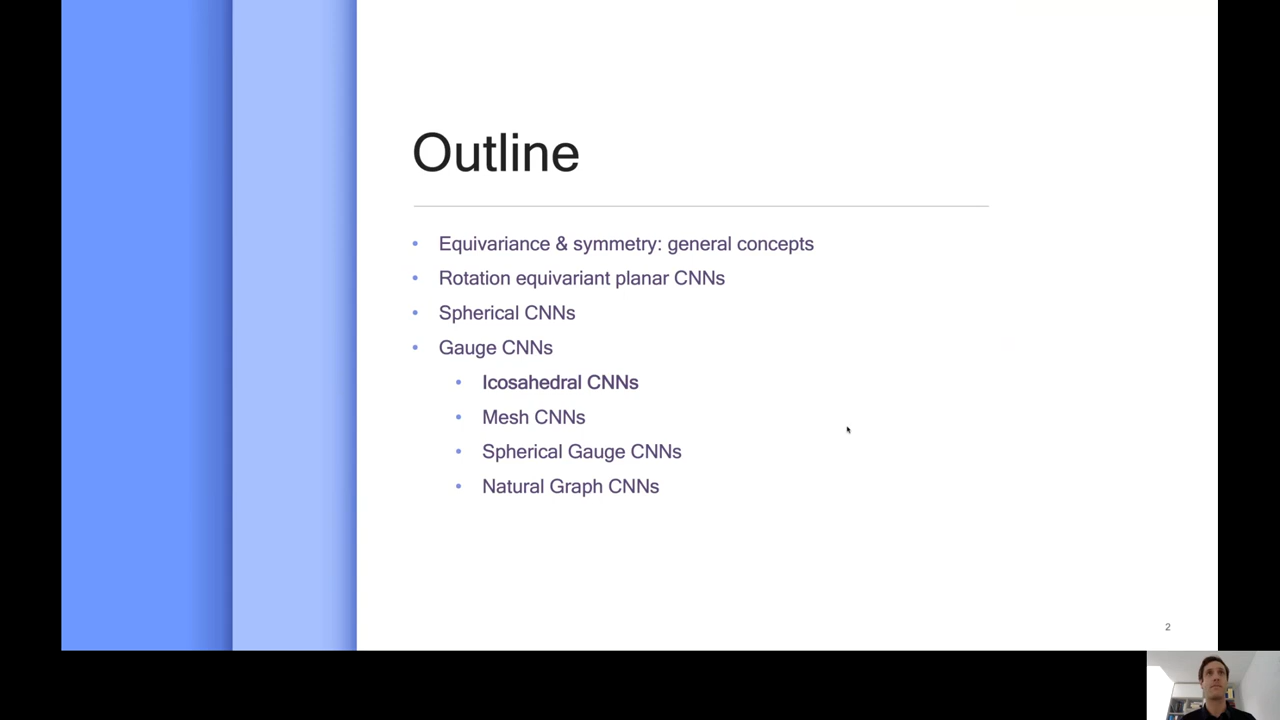 Outline
• Equivariance & symmetry: general concepts
• Rotation equivariant planar CNNs
• Spherical CNNs
• Gauge CNNs
• Icosahedral CNNs
• Mesh CNNs
• Spherical Gauge CNNs
• Natural Graph CNNs
2